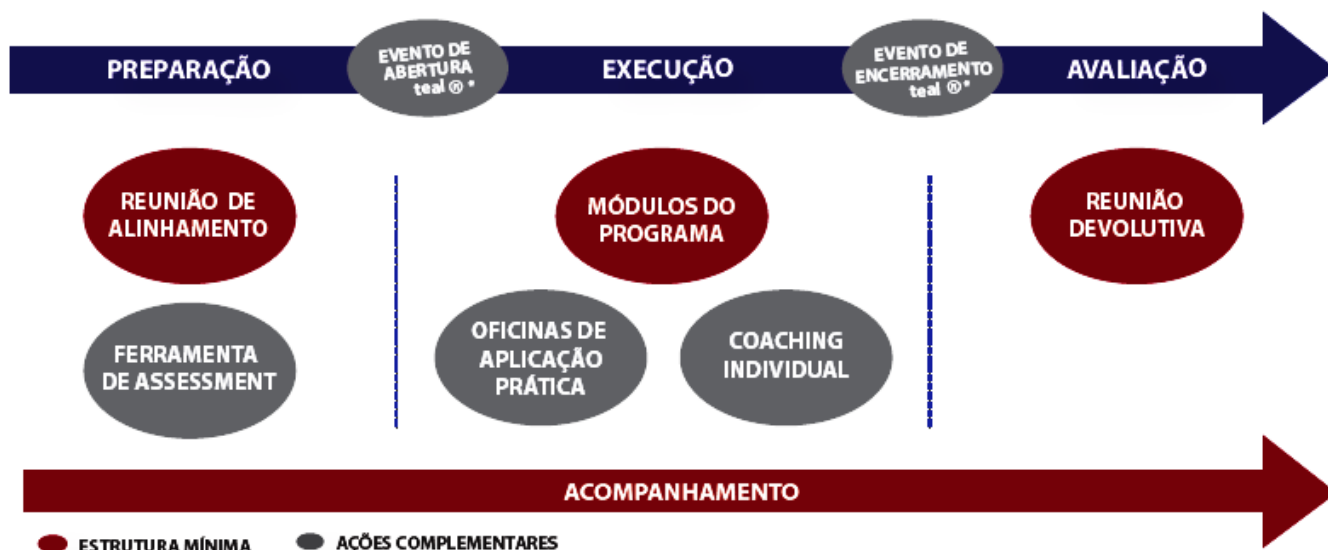 PREPARAÇÃO
EVENTO DE
ABERTURA
teal ® *
EXECUÇÃO
EVENTO DE
ENCERRAMENTO
teal ®*
AVALIAÇÃO
REUNIÃO DE
ALINHAMENTO
MÓDULOS DO
PROGRAMA
REUNIÃO
DEVOLUTIVA
FERRAMENTA
DE ASSESSMENT
OFICINAS DE
APLICAÇÃO
PRÁTICA
COACHING
INDIVIDUAL
ACOMPANHAMENTO
ESTRUTURA MÍNIMA
AÇÕES COMPLEMENTARES